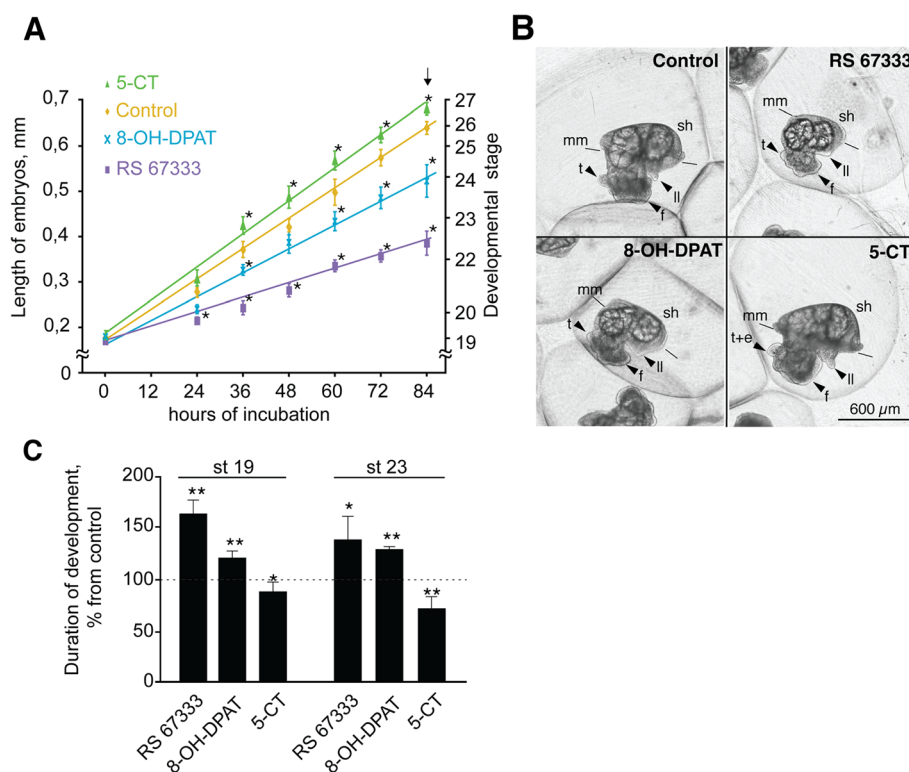 A
5-CT
Control
8-OH-DPAT
RS 67333
Length of embryos, mm
0,7
0,6
0,5
0,4
0,3
0,2
0
Developmental stage
27
26
25
24
23
22
20
19
0 12 24 36 48 60 72 84
hours of incubation
* * * * *
* * * *
* * * * * *
B
Control
mm
sh
t
ll
f
RS 67333
mm
sh
t
ll
f
8-OH-DPAT
mm
sh
t
ll
f
5-CT
mm
sh
t+e
ll
f
600 µm
C
Duration of development,
% from control
200
150
100
50
0
st 19
st 23
** ** * * ** **
RS 67333
8-OH-DPAT
5-CT
RS 67333
8-OH-DPAT
5-CT